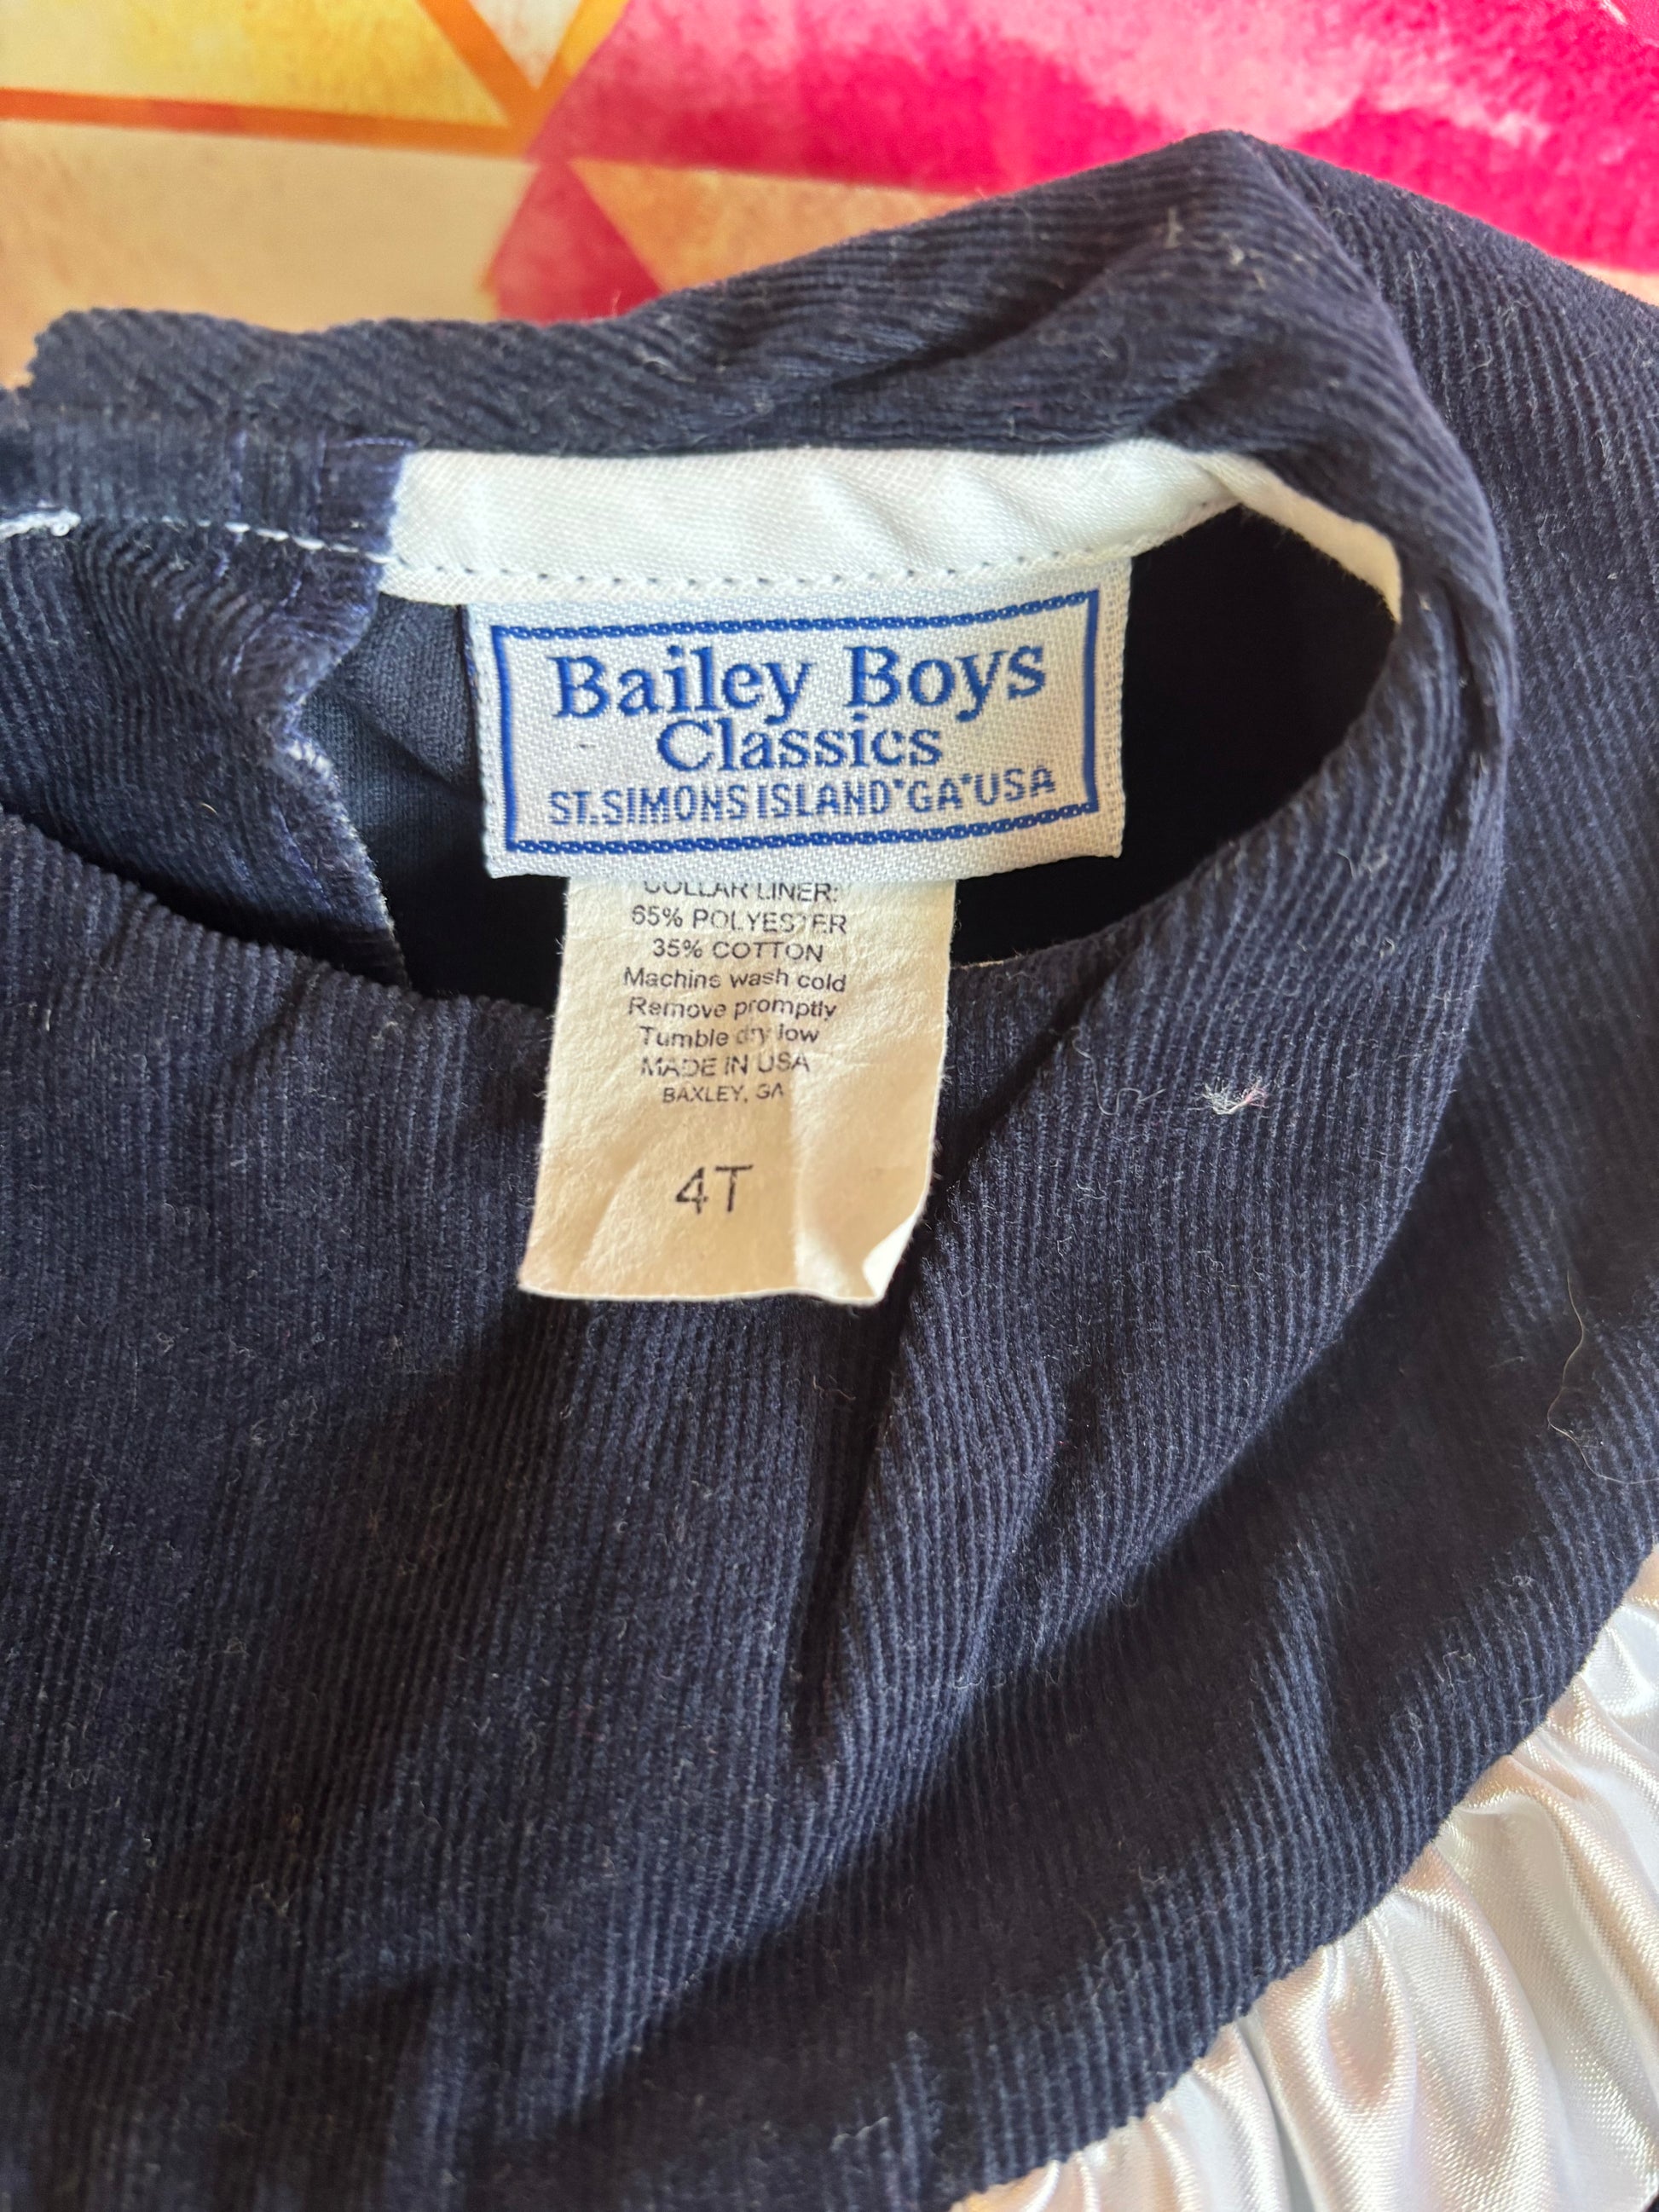 Bailey Boys
Classics
ST.SIMONS ISLAND*GA*USA
COLLAR LINER:
65% POLYESTER
35% COTTON
Machine wash cold
Remove promptly
Tumble dry low
MADE IN USA
BAXLEY, GA
4T